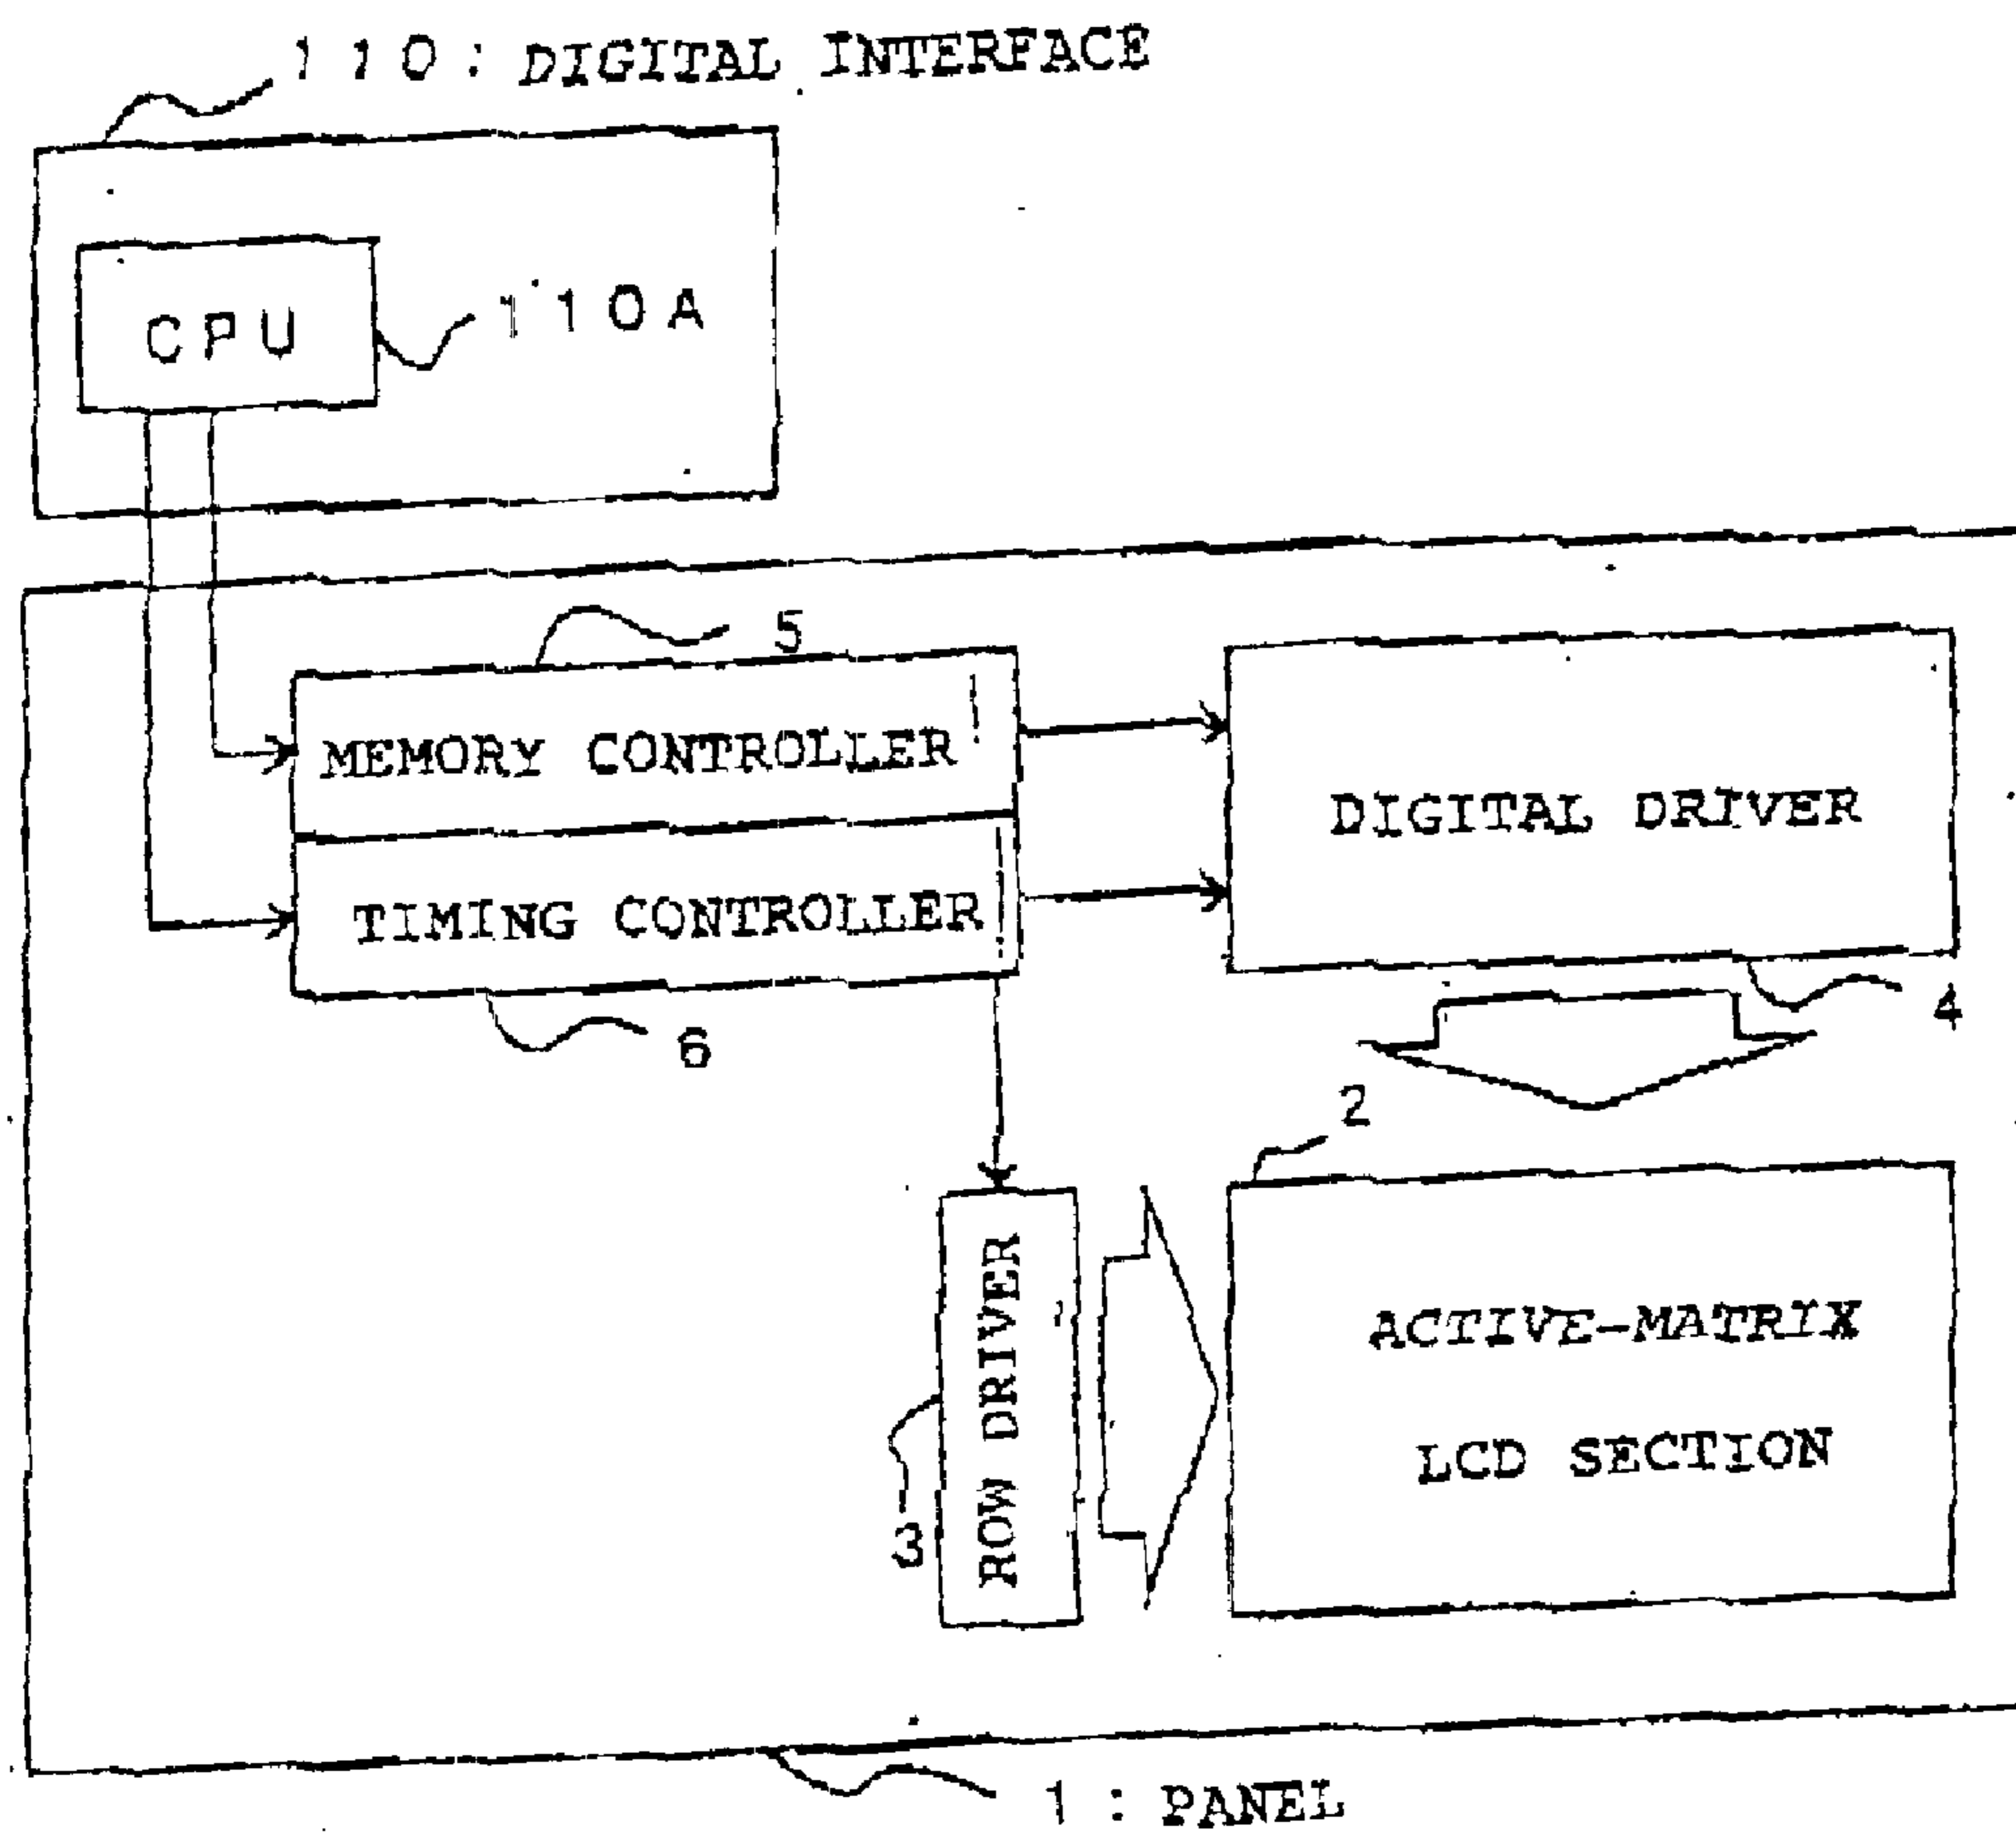 110: DIGITAL INTERFACE
CPU
110A
5
MEMORY CONTROLLER
TIMING CONTROLLER
6
DIGITAL DRIVER
4
2
ROW DRIVER
3
ACTIVE-MATRIX
LCD SECTION
1: PANEL